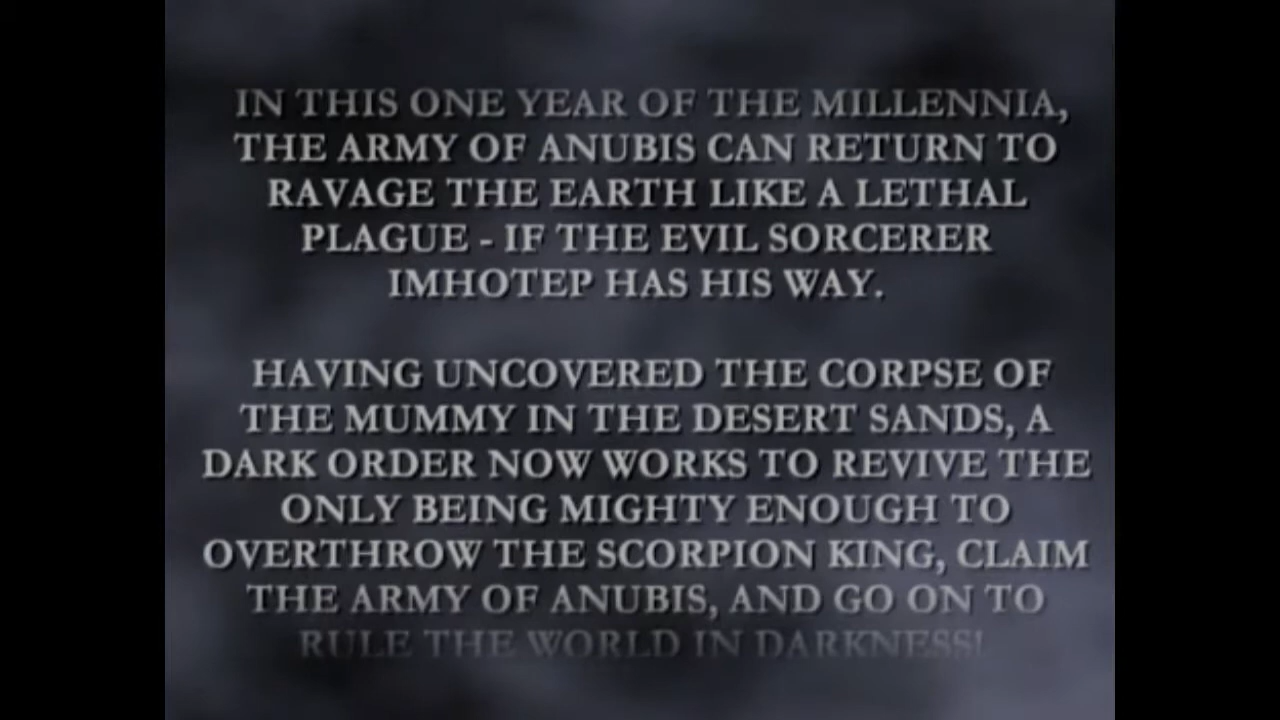 IN THIS ONE YEAR OF THE MILLENNIA,
THE ARMY OF ANUBIS CAN RETURN TO
RAVAGE THE EARTH LIKE A LETHAL
PLAGUE - IF THE EVIL SORCERER
IMHOTEP HAS HIS WAY.
HAVING UNCOVERED THE CORPSE OF
THE MUMMY IN THE DESERT SANDS, A
DARK ORDER NOW WORKS TO REVIVE THE
ONLY BEING MIGHTY ENOUGH TO
OVERTHROW THE SCORPION KING, CLAIM
THE ARMY OF ANUBIS, AND GO ON TO
RULE THE WORLD IN DARKNESS!